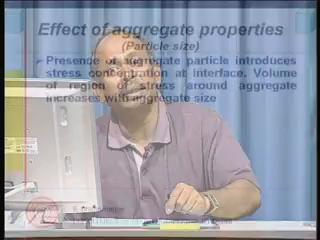 Effect of aggregate properties
(Particle size)
Presence of aggregate particle introduces
stress concentration at interface. Volume
of region of stress around aggregate
increases with aggregate size